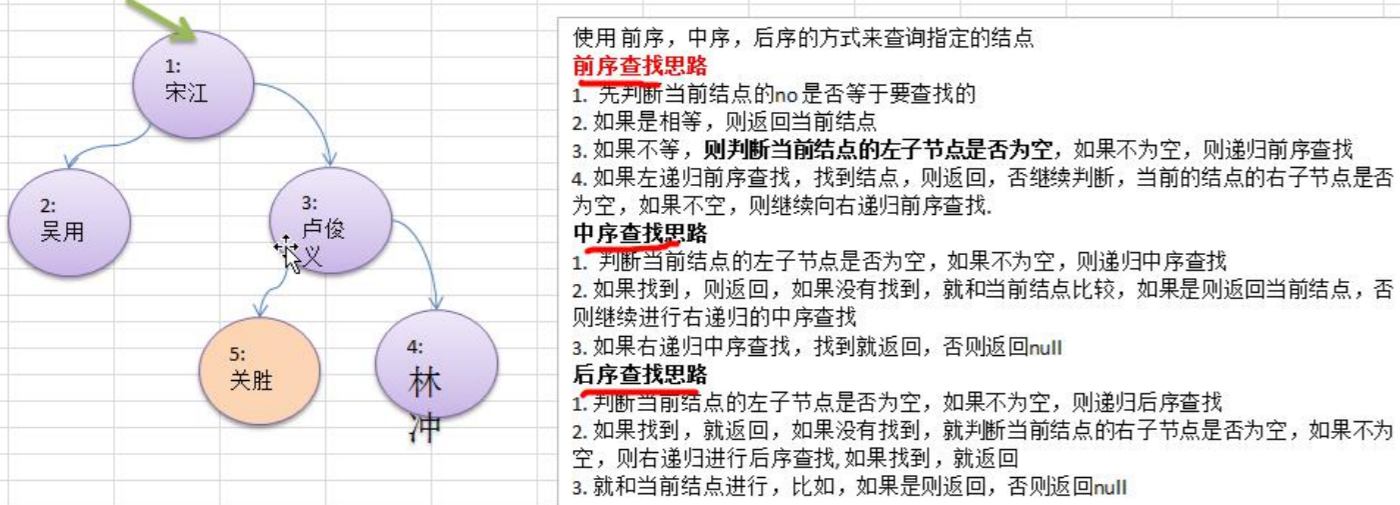 1:
宋江
2:
吴用
3:
卢俊
义
5:
关胜
4:
林
冲
使用前序，中序，后序的方式来查询指定的结点
前序查找思路
1. 先判断当前结点的no是否等于要查找的
2. 如果是相等，则返回当前结点
3. 如果不等，则判断当前结点的左子节点是否为空，如果不为空，则递归前序查找
4. 如果左递归前序查找，找到结点，则返回，否继续判断，当前的结点的右子节点是否
为空，如果不空，则继续向右递归前序查找.
中序查找思路
1. 判断当前结点的左子节点是否为空，如果不为空，则递归中序查找
2. 如果找到，则返回，如果没有找到，就和当前结点比较，如果是则返回当前结点，否
则继续进行右递归的中序查找
3. 如果右递归中序查找，找到就返回，否则返回null
后序查找思路
1. 判断当前结点的左子节点是否为空，如果不为空，则递归后序查找
2. 如果找到，就返回，如果没有找到，就判断当前结点的右子节点是否为空，如果不为
空，则右递归进行后序查找,如果找到，就返回
3. 就和当前结点进行，比如，如果是则返回，否则返回null